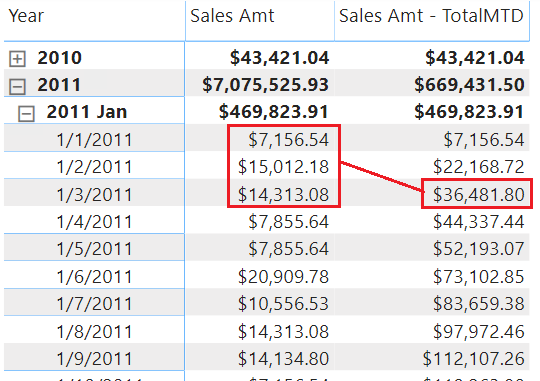 Year Sales Amt Sales Amt - TotalMTD
2010 $43,421.04 $43,421.04
2011 $7,075,525.93 $669,431.50
2011 Jan $469,823.91 $469,823.91
1/1/2011 $7,156.54 $7,156.54
1/2/2011 $15,012.18 $22,168.72
1/3/2011 $14,313.08 $36,481.80
1/4/2011 $7,855.64 $44,337.44
1/5/2011 $7,855.64 $52,193.07
1/6/2011 $20,909.78 $73,102.85
1/7/2011 $10,556.53 $83,659.38
1/8/2011 $14,313.08 $97,972.46
1/9/2011 $14,134.80 $112,107.26